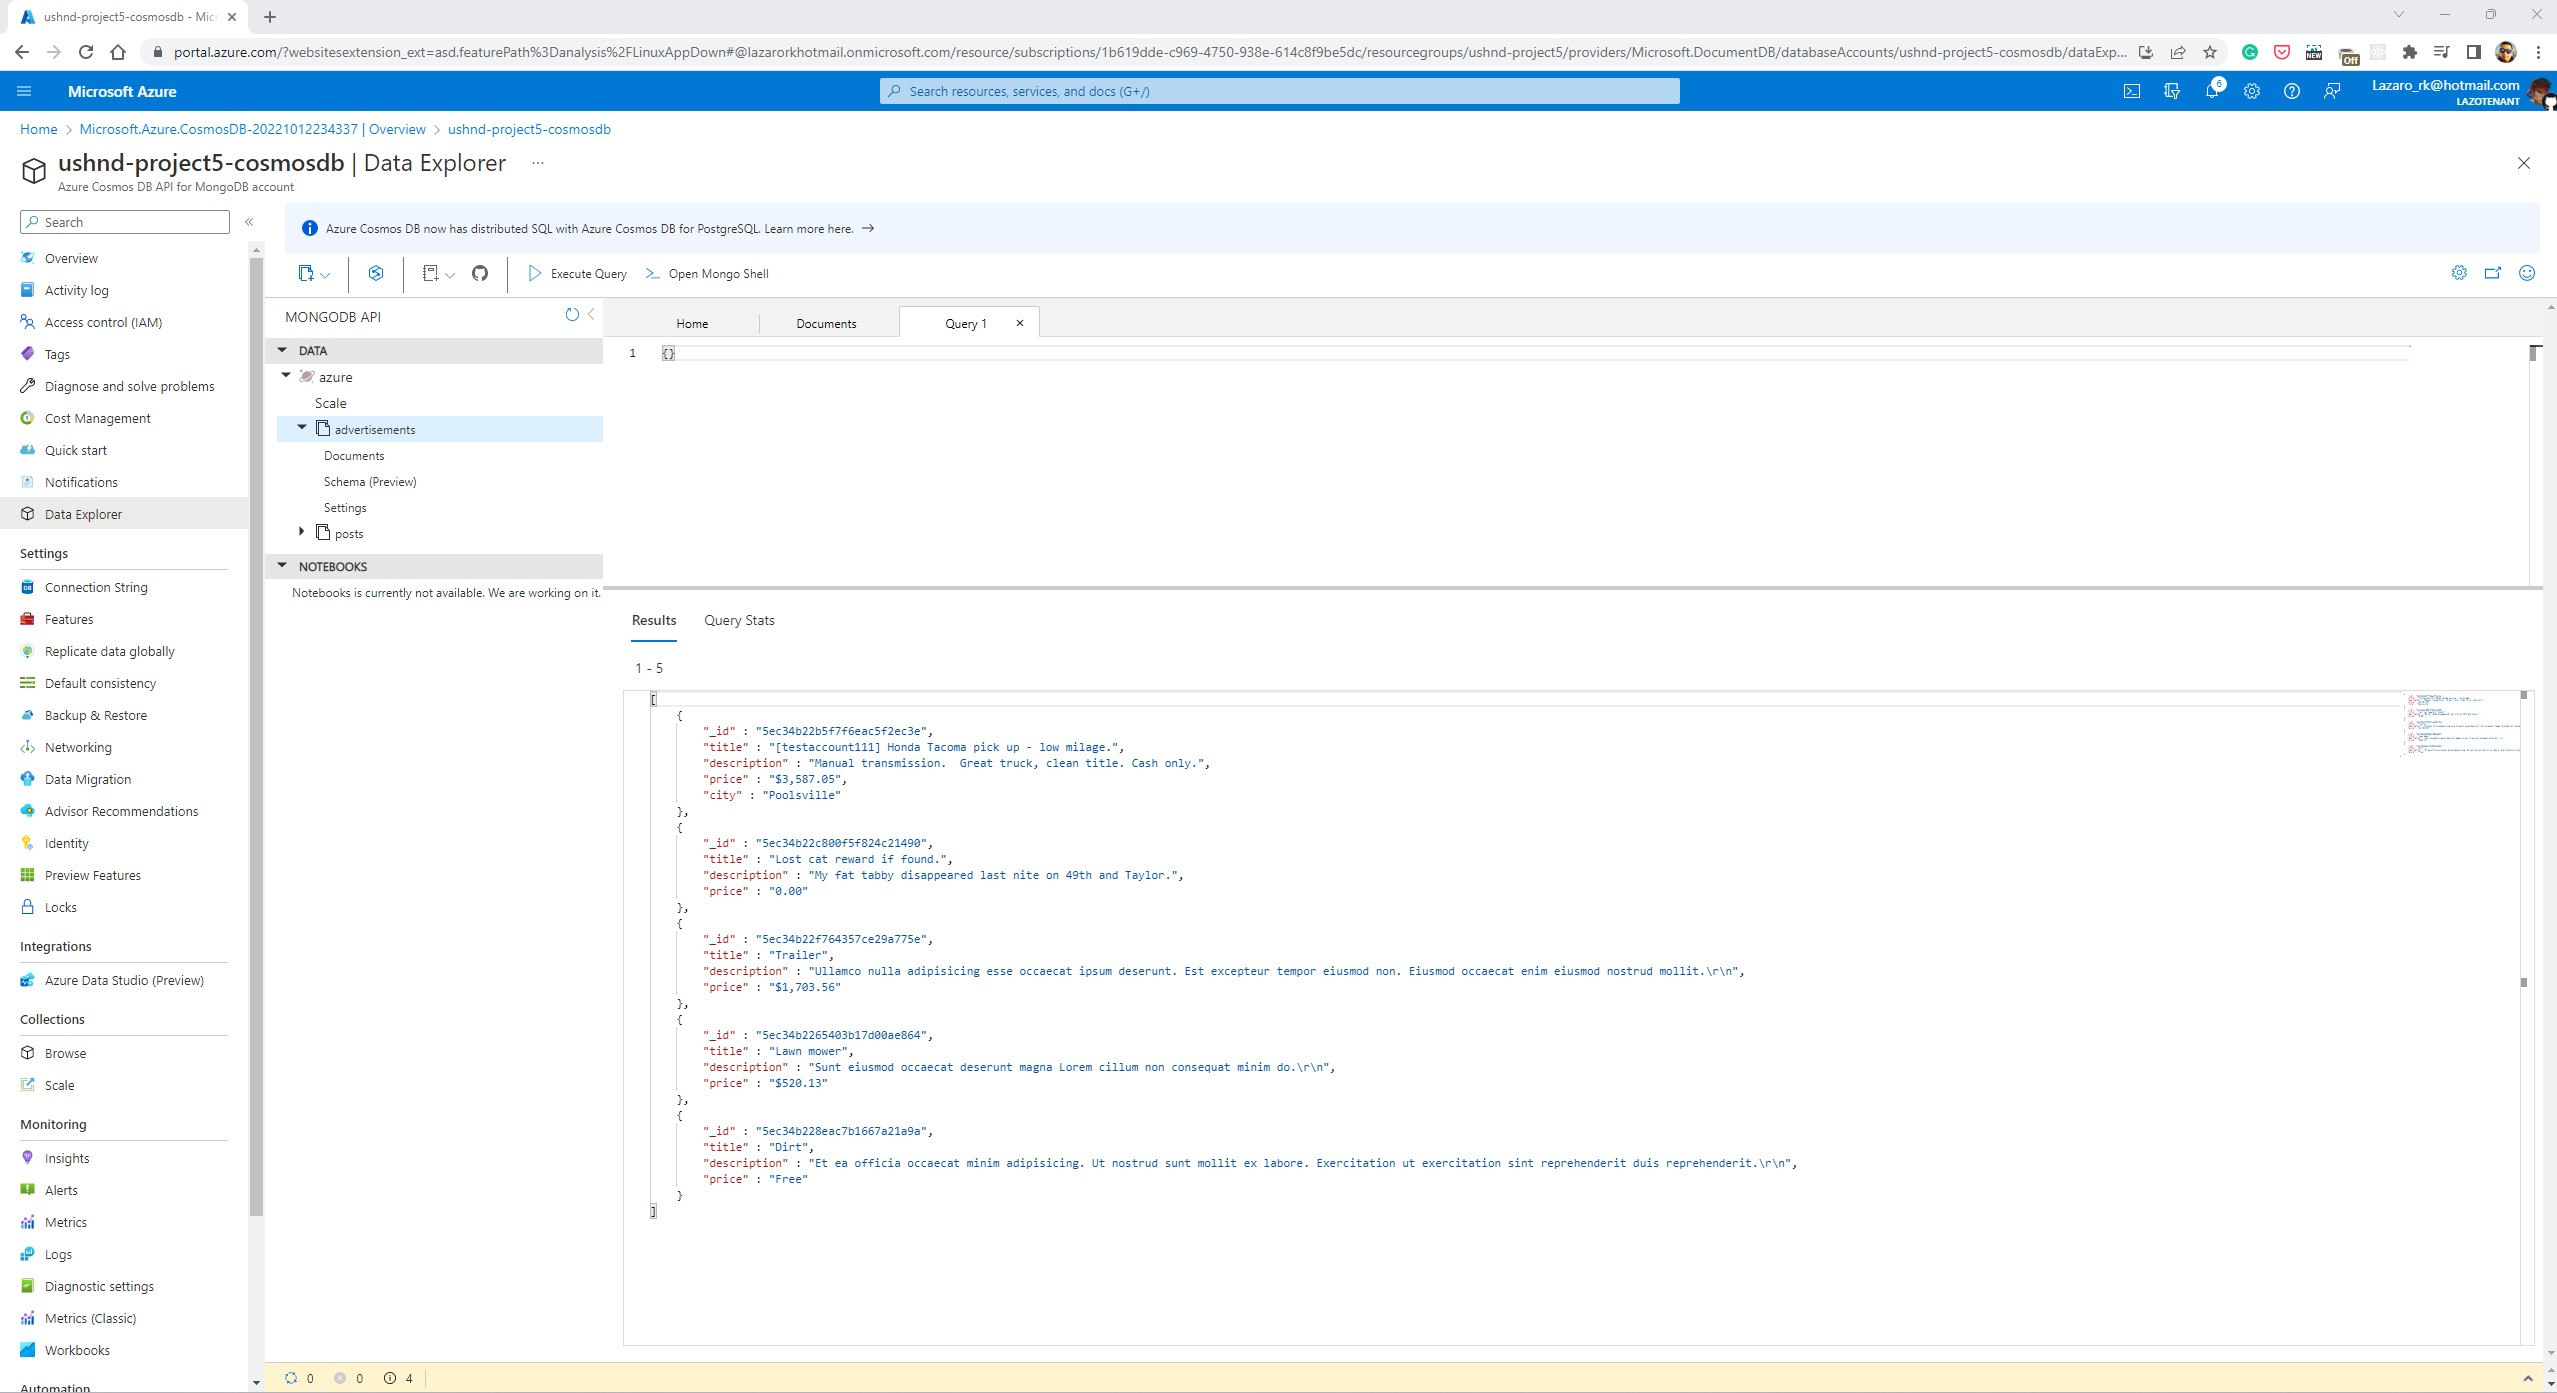 ushnd-project5-cosmosdb - Mic
portal.azure.com/?websitesextension_ext=asd.featurePath%3Danalysis%2FLinuxAppDown#@lazarorkhotmail.onmicrosoft.com/resource/subscriptions/1b619dde-c969-4750-938e-614c8f9be5dc/resourcegroups/ushnd-project5/providers/Microsoft.DocumentDB/databaseAccounts/ushnd-project5-cosmosdb/dataExp...
NEW
Off
Microsoft Azure
Search resources, services, and docs (G+/)
6
Lazaro_rk@hotmail.com
LAZOTENANT
Home > Microsoft.Azure.CosmosDB-20221012234337 | Overview > ushnd-project5-cosmosdb
ushnd-project5-cosmosdb | Data Explorer ...
Azure Cosmos DB API for MongoDB account
Search
«
Overview
Activity log
Access control (IAM)
Tags
Diagnose and solve problems
Cost Management
Quick start
Notifications
Data Explorer
Settings
Connection String
Features
Replicate data globally
Default consistency
Backup & Restore
Networking
Data Migration
Advisor Recommendations
Identity
Preview Features
Locks
Integrations
Azure Data Studio (Preview)
Collections
Browse
Scale
Monitoring
Insights
Alerts
Metrics
Logs
Diagnostic settings
Metrics (Classic)
Workbooks
Automation
Azure Cosmos DB now has distributed SQL with Azure Cosmos DB for PostgreSQL. Learn more here. →
Execute Query
Open Mongo Shell
MONGODB API
DATA
azure
Scale
advertisements
Documents
Schema (Preview)
Settings
posts
NOTEBOOKS
Notebooks is currently not available. We are working on it.
Home
Documents
Query 1
1 {}
Results
Query Stats
1 - 5
[
{
"_id" : "5ec34b22b5f7f6eac5f2ec3e",
"title" : "[testaccount111] Honda Tacoma pick up - low milage.",
"description" : "Manual transmission.  Great truck, clean title. Cash only.",
"price" : "$3,587.05",
"city" : "Poolsville"
},
{
"_id" : "5ec34b22c800f5f824c21490",
"title" : "Lost cat reward if found.",
"description" : "My fat tabby disappeared last nite on 49th and Taylor.",
"price" : "0.00"
},
{
"_id" : "5ec34b22f764357ce29a775e",
"title" : "Trailer",
"description" : "Ullamco nulla adipisicing esse occaecat ipsum deserunt. Est excepteur tempor eiusmod non. Eiusmod occaecat enim eiusmod nostrud mollit.\r\n",
"price" : "$1,703.56"
},
{
"_id" : "5ec34b2265403b17d00ae864",
"title" : "Lawn mower",
"description" : "Sunt eiusmod occaecat deserunt magna Lorem cillum non consequat minim do.\r\n",
"price" : "$520.13"
},
{
"_id" : "5ec34b228eac7b1667a21a9a",
"title" : "Dirt",
"description" : "Et ea officia occaecat minim adipisicing. Ut nostrud sunt mollit ex labore. Exercitation ut exercitation sint reprehenderit duis reprehenderit.\r\n",
"price" : "Free"
}
]
0 0 4